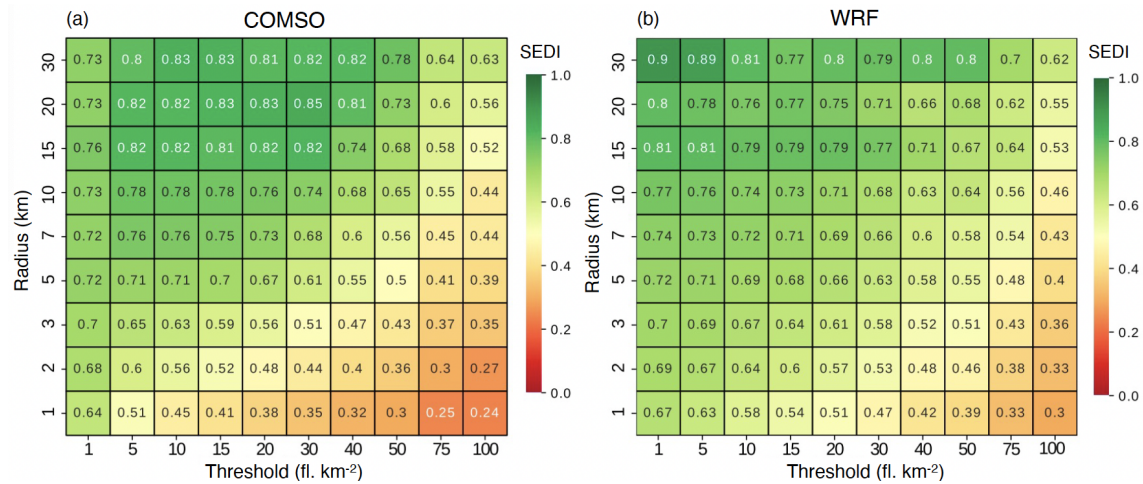 (a) COMSO
SEDI
Radius (km)
30 0.73 0.8 0.83 0.83 0.81 0.82 0.82 0.78 0.64 0.63
20 0.73 0.82 0.82 0.83 0.83 0.85 0.81 0.73 0.6 0.56
15 0.76 0.82 0.82 0.81 0.82 0.82 0.74 0.68 0.58 0.52
10 0.73 0.78 0.78 0.78 0.76 0.74 0.68 0.65 0.55 0.44
7 0.72 0.76 0.76 0.75 0.73 0.68 0.6 0.56 0.45 0.44
5 0.72 0.71 0.71 0.7 0.67 0.61 0.55 0.5 0.41 0.39
3 0.7 0.65 0.63 0.59 0.56 0.51 0.47 0.43 0.37 0.35
2 0.68 0.6 0.56 0.52 0.48 0.44 0.4 0.36 0.3 0.27
1 0.64 0.51 0.45 0.41 0.38 0.35 0.32 0.3 0.25 0.24
1 5 10 15 20 30 40 50 75 100
Threshold (fl. km-2)
1.0
0.8
0.6
0.4
0.2
0.0
(b) WRF
SEDI
Radius (km)
30 0.9 0.89 0.81 0.77 0.8 0.79 0.8 0.8 0.7 0.62
20 0.8 0.78 0.76 0.77 0.75 0.71 0.66 0.68 0.62 0.55
15 0.81 0.81 0.79 0.79 0.79 0.77 0.71 0.67 0.64 0.53
10 0.77 0.76 0.74 0.73 0.71 0.68 0.63 0.64 0.56 0.46
7 0.74 0.73 0.72 0.71 0.69 0.66 0.6 0.58 0.54 0.43
5 0.72 0.71 0.69 0.68 0.66 0.63 0.58 0.55 0.48 0.4
3 0.7 0.69 0.67 0.64 0.61 0.58 0.52 0.51 0.43 0.36
2 0.69 0.67 0.64 0.6 0.57 0.53 0.48 0.46 0.38 0.33
1 0.67 0.63 0.58 0.54 0.51 0.47 0.42 0.39 0.33 0.3
1 5 10 15 20 30 40 50 75 100
Threshold (fl. km-2)
1.0
0.8
0.6
0.4
0.2
0.0